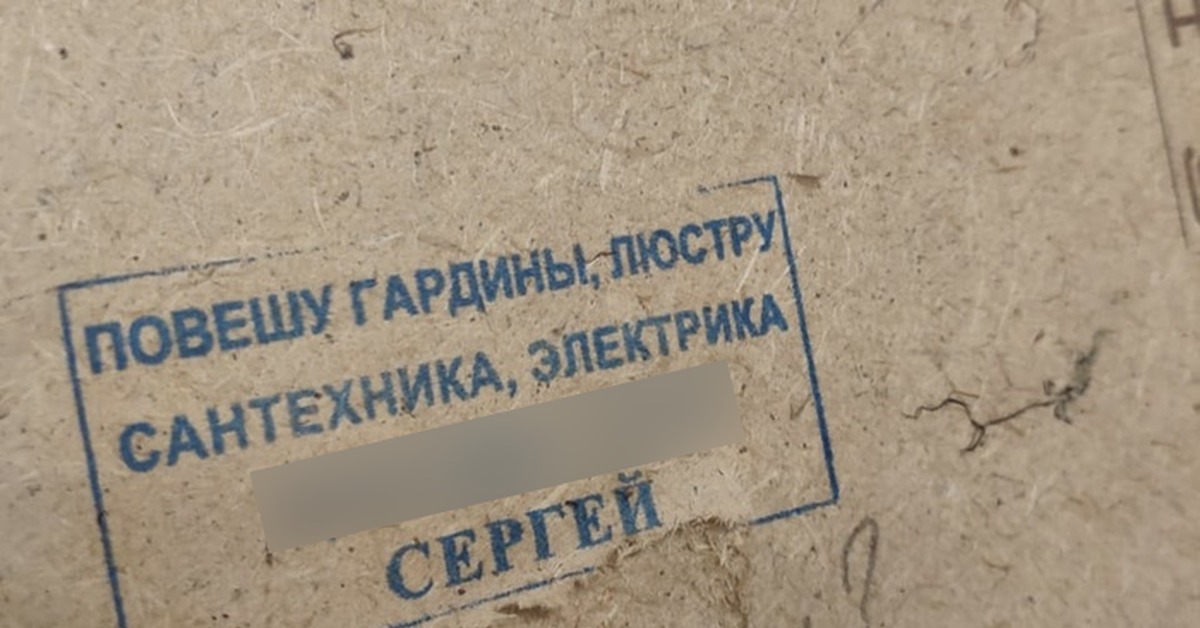 ПОВЕШУ ГАРДИНЫ, ЛЮСТРУ
САНТЕХНИКА, ЭЛЕКТРИКА
СЕРГЕЙ